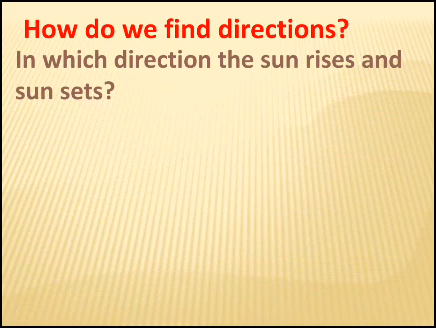 How do we find directions?
In which direction the sun rises and
sun sets?